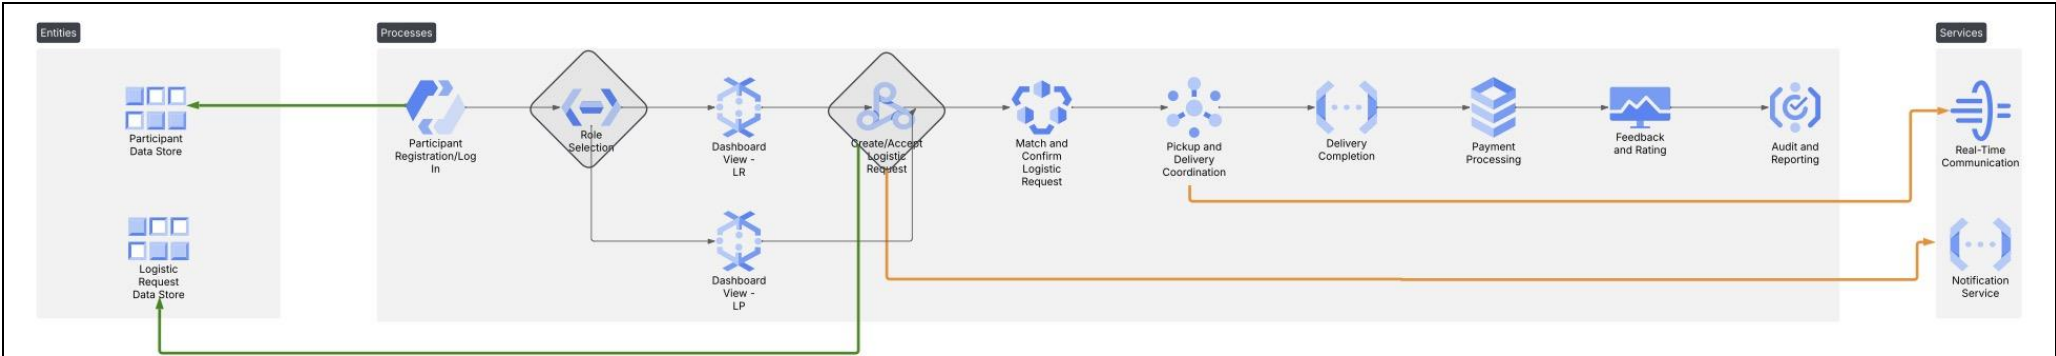 Entities
Processes
Services
Participant
Data Store
Participant
Registration/Log
In
Role
Selection
Dashboard
View -
LR
Create/Accept
Logistic
Request
Match and
Confirm
Logistic
Request
Pickup and
Delivery
Coordination
Delivery
Completion
Payment
Processing
Feedback
and Rating
Audit and
Reporting
Real-Time
Communication
Logistic
Request
Data Store
Dashboard
View -
LP
Notification
Service